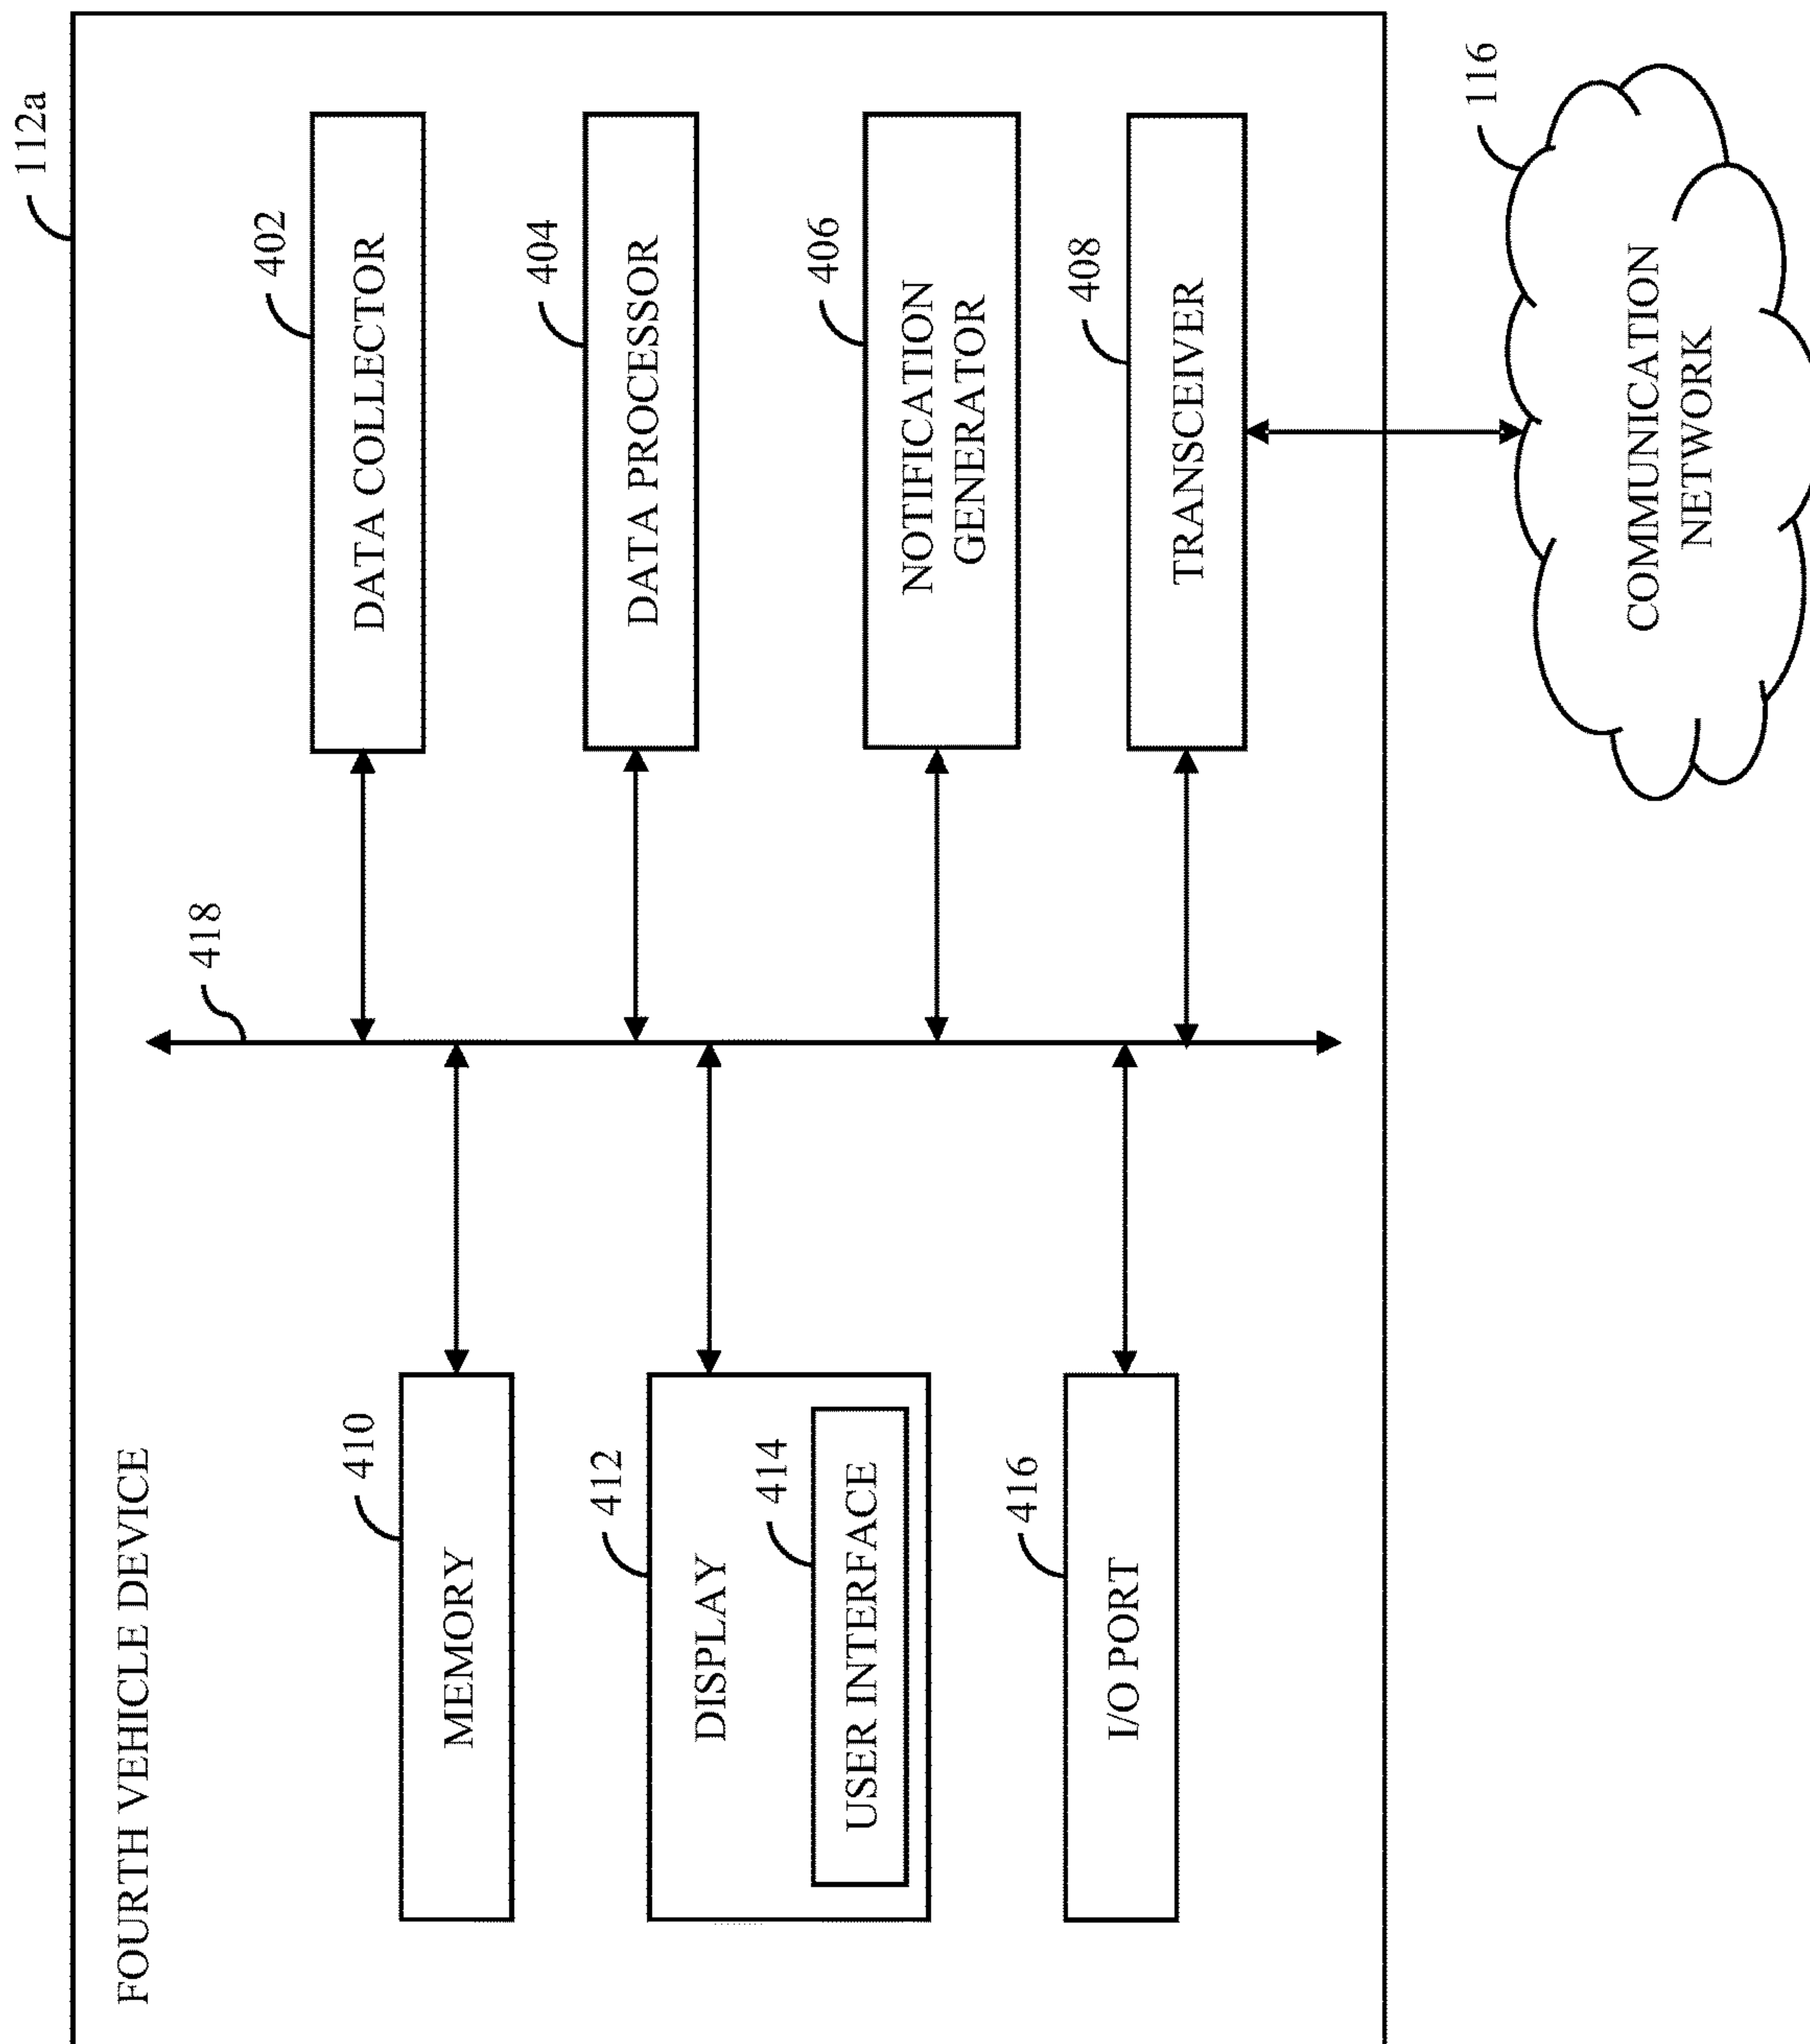 112a
FOURTH VEHICLE DEVICE
402
DATA COLLECTOR
418
410
MEMORY
404
DATA PROCESSOR
412
DISPLAY
414
USER INTERFACE
406
NOTIFICATION
GENERATOR
416
I/O PORT
408
TRANSCEIVER
116
COMMUNICATION
NETWORK